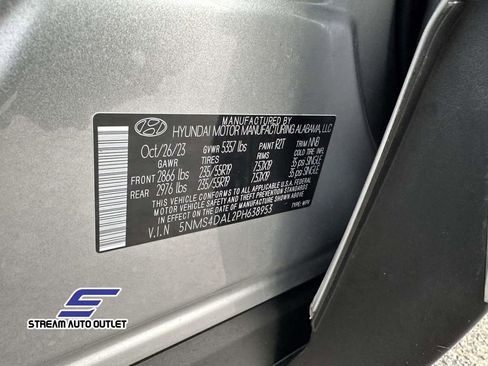 MANUFACTURED BY
HYUNDAI MOTOR MANUFACTURING ALABAMA, LLC
Oct/26/23 GVWR 5357 lbs PAINT R2T TRIM NNB
GAWR TIRES RIMS COLD TIRE INFL.
FRONT 2866 lbs 235/55R19 7.5JX19 35 psi SINGLE
REAR 2976 lbs 235/55R19 7.5JX19 35 psi SINGLE
THIS VEHICLE CONFORMS TO ALL APPLICABLE U.S.A. FEDERAL
MOTOR VEHICLE SAFETY AND BUMPER STANDARDS
IN EFFECT ON THE DATE OF MANUFACTURE SHOWN ABOVE.
V.I.N 5NMS4DAL2PH638953 TYPE: MPV
STREAM AUTO OUTLET